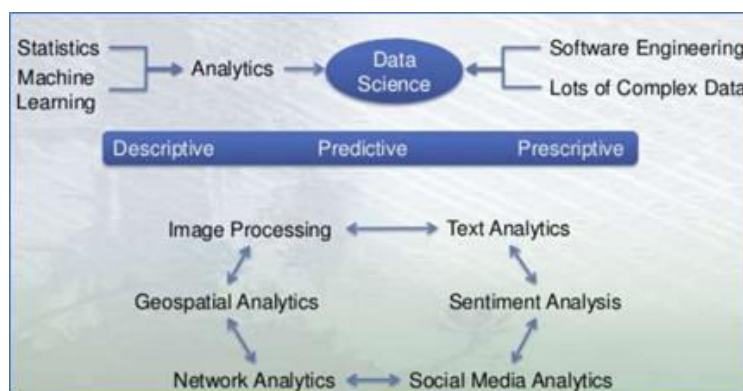 Statistics
Machine
Learning
Analytics
Data
Science
Software Engineering
Lots of Complex Data
Descriptive Predictive Prescriptive
Image Processing Text Analytics
Geospatial Analytics Sentiment Analysis
Network Analytics Social Media Analytics